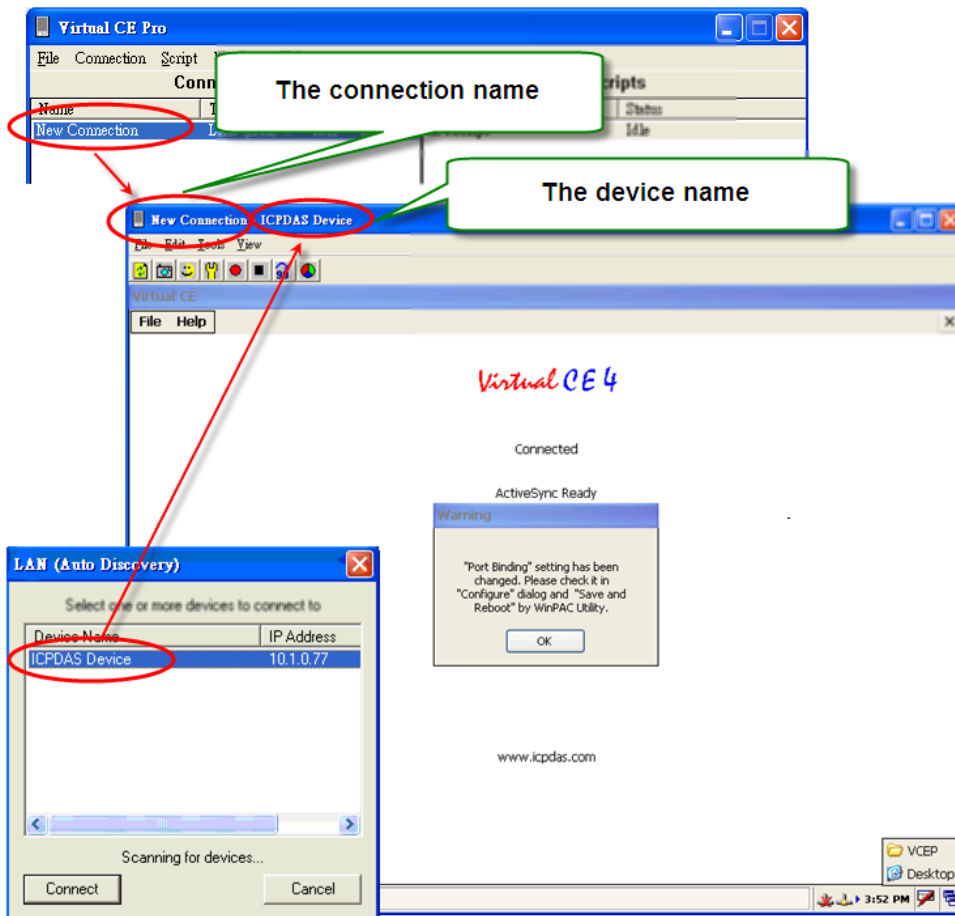 Virtual CE Pro
File Connection Script
The connection name
Name
Status
New Connection
Idle
The device name
New Connection - ICPDAS Device
File Edit Tools View
Virtual CE
File Help
Virtual CE 4
Connected
ActiveSync Ready
Warning
"Port Binding" setting has been
changed. Please check it in
"Configure" dialog and "Save and
Reboot" by WinPAC Utility.
OK
www.icpdas.com
LAN (Auto Discovery)
Select one or more devices to connect to
Device Name IP Address
ICPDAS Device 10.1.0.77
Scanning for devices...
Connect Cancel
VCEP
Desktop
3:52 PM